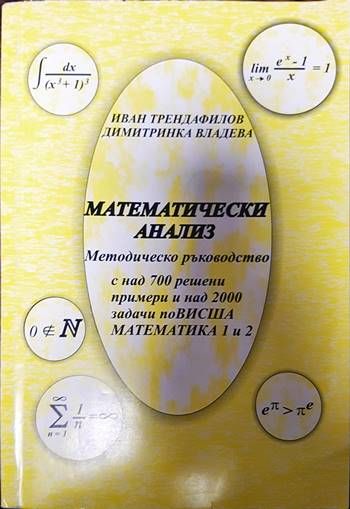 ∫ dx / (x³ + 1)³
lim x→0 (eˣ - 1) / x = 1
ИВАН ТРЕНДАФИЛОВ
ДИМИТРИНКА ВЛАДЕВА
МАТЕМАТИЧЕСКИ
АНАЛИЗ
Методическо ръководство
с над 700 решени
примери и над 2000
задачи поВИСША
МАТЕМАТИКА 1 и 2
0 ∉ ℕ
∞ ∑ n = 1 1/n = ∞
e^π > π^e